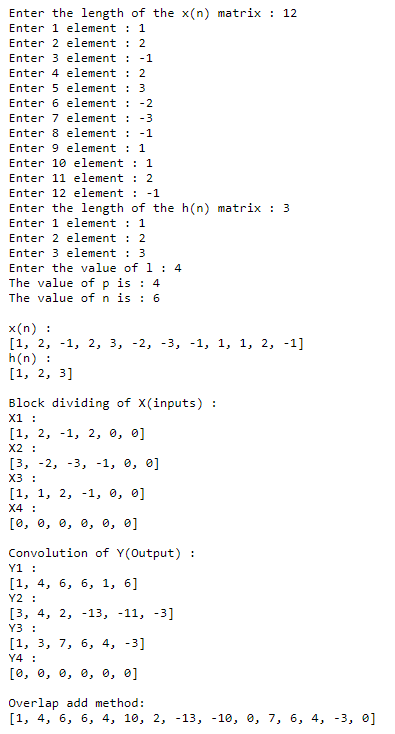 Enter the length of the x(n) matrix : 12
Enter 1 element : 1
Enter 2 element : 2
Enter 3 element : -1
Enter 4 element : 2
Enter 5 element : 3
Enter 6 element : -2
Enter 7 element : -3
Enter 8 element : -1
Enter 9 element : 1
Enter 10 element : 1
Enter 11 element : 2
Enter 12 element : -1
Enter the length of the h(n) matrix : 3
Enter 1 element : 1
Enter 2 element : 2
Enter 3 element : 3
Enter the value of l : 4
The value of p is : 4
The value of n is : 6
x(n) :
[1, 2, -1, 2, 3, -2, -3, -1, 1, 1, 2, -1]
h(n) :
[1, 2, 3]
Block dividing of X(inputs) :
X1 :
[1, 2, -1, 2, 0, 0]
X2 :
[3, -2, -3, -1, 0, 0]
X3 :
[1, 1, 2, -1, 0, 0]
X4 :
[0, 0, 0, 0, 0, 0]
Convolution of Y(Output) :
Y1 :
[1, 4, 6, 6, 1, 6]
Y2 :
[3, 4, 2, -13, -11, -3]
Y3 :
[1, 3, 7, 6, 4, -3]
Y4 :
[0, 0, 0, 0, 0, 0]
Overlap add method:
[1, 4, 6, 6, 4, 10, 2, -13, -10, 0, 7, 6, 4, -3, 0]